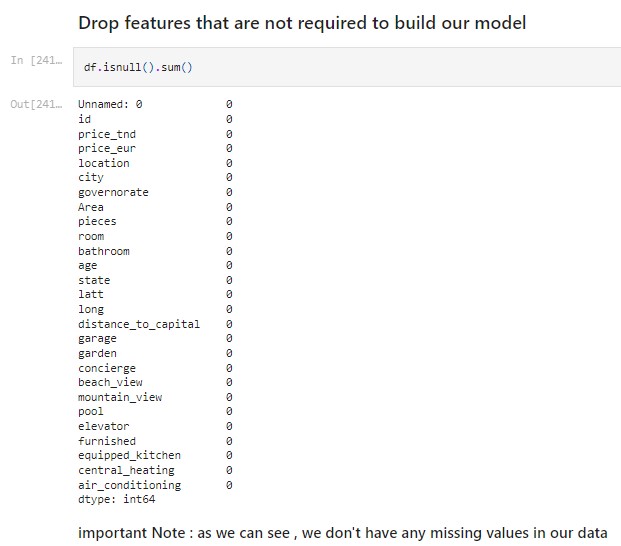 Drop features that are not required to build our model
In [241…
df.isnull().sum()
Out[241…
Unnamed: 0 0
id 0
price_tnd 0
price_eur 0
location 0
city 0
governorate 0
Area 0
pieces 0
room 0
bathroom 0
age 0
state 0
latt 0
long 0
distance_to_capital 0
garage 0
garden 0
concierge 0
beach_view 0
mountain_view 0
pool 0
elevator 0
furnished 0
equipped_kitchen 0
central_heating 0
air_conditioning 0
dtype: int64
important Note : as we can see , we don't have any missing values in our data